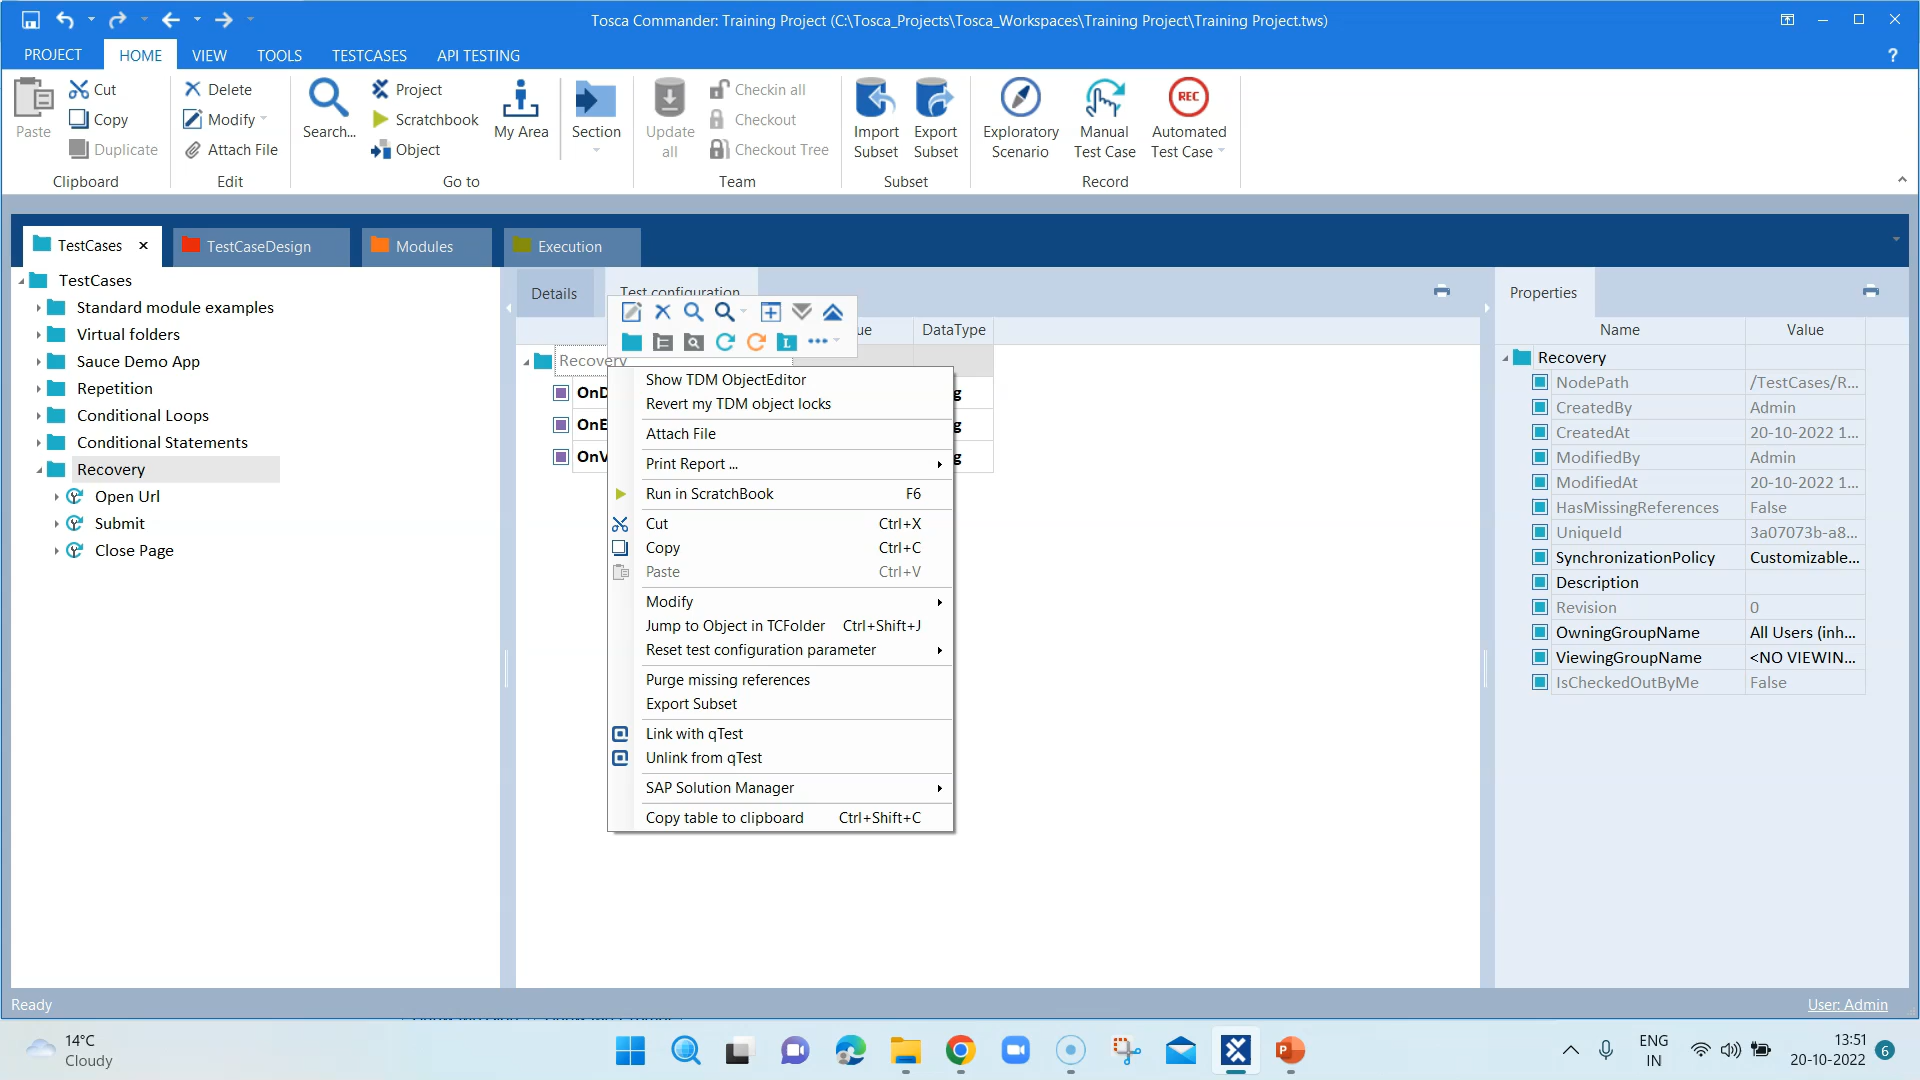 Tosca Commander: Training Project (C:\Tosca_Projects\Tosca_Workspaces\Training Project\Training Project.tws)
PROJECT HOME VIEW TOOLS TESTCASES API TESTING ?
Paste Cut Copy Duplicate
Clipboard
Delete Modify Attach File
Edit
Search... Project Scratchbook Object My Area Section
Go to
Update all Checkin all Checkout Checkout Tree
Team
Import Subset Export Subset
Subset
Exploratory Scenario Manual Test Case REC Automated Test Case
Record
TestCases TestCaseDesign Modules Execution
TestCases
Standard module examples
Virtual folders
Sauce Demo App
Repetition
Conditional Loops
Conditional Statements
Recovery
Open Url
Submit
Close Page
Details Test configuration
DataType
Recovery
L
Show TDM ObjectEditor
Revert my TDM object locks
Attach File
Print Report ...
Run in ScratchBook F6
Cut Ctrl+X
Copy Ctrl+C
Paste Ctrl+V
Modify
Jump to Object in TCFolder Ctrl+Shift+J
Reset test configuration parameter
Purge missing references
Export Subset
Link with qTest
Unlink from qTest
SAP Solution Manager
Copy table to clipboard Ctrl+Shift+C
Properties
Name Value
Recovery
NodePath /TestCases/R...
CreatedBy Admin
CreatedAt 20-10-2022 1...
ModifiedBy Admin
ModifiedAt 20-10-2022 1...
HasMissingReferences False
UniqueId 3a07073b-a8...
SynchronizationPolicy Customizable...
Description
Revision 0
OwningGroupName All Users (inh...
ViewingGroupName <NO VIEWIN...
IsCheckedOutByMe False
Ready User: Admin
14°C
Cloudy
P
ENG
IN
13:51
20-10-2022
6